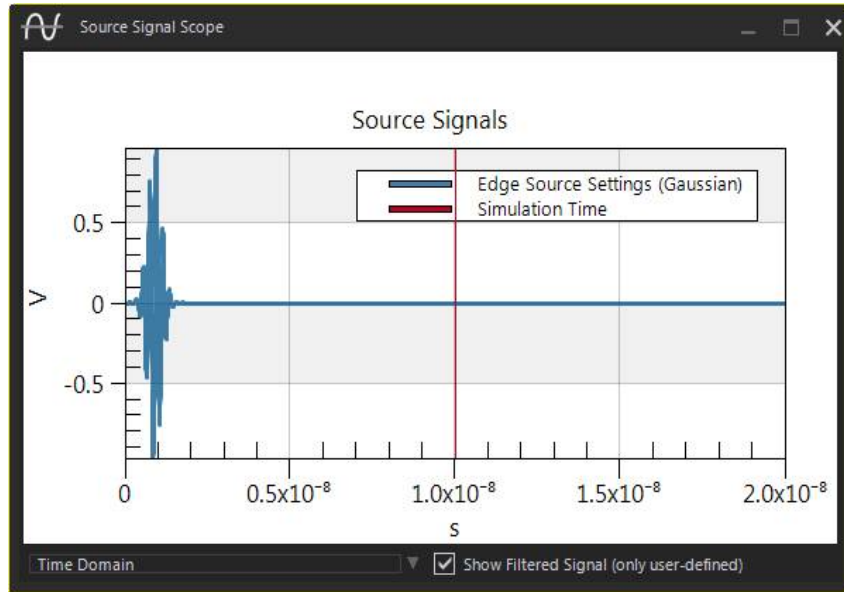 Source Signal Scope
Source Signals
Edge Source Settings (Gaussian)
Simulation Time
0.5
V
0
-0.5
0 0.5x10⁻⁸ 1.0x10⁻⁸ 1.5x10⁻⁸ 2.0x10⁻⁸
s
Time Domain Show Filtered Signal (only user-defined)